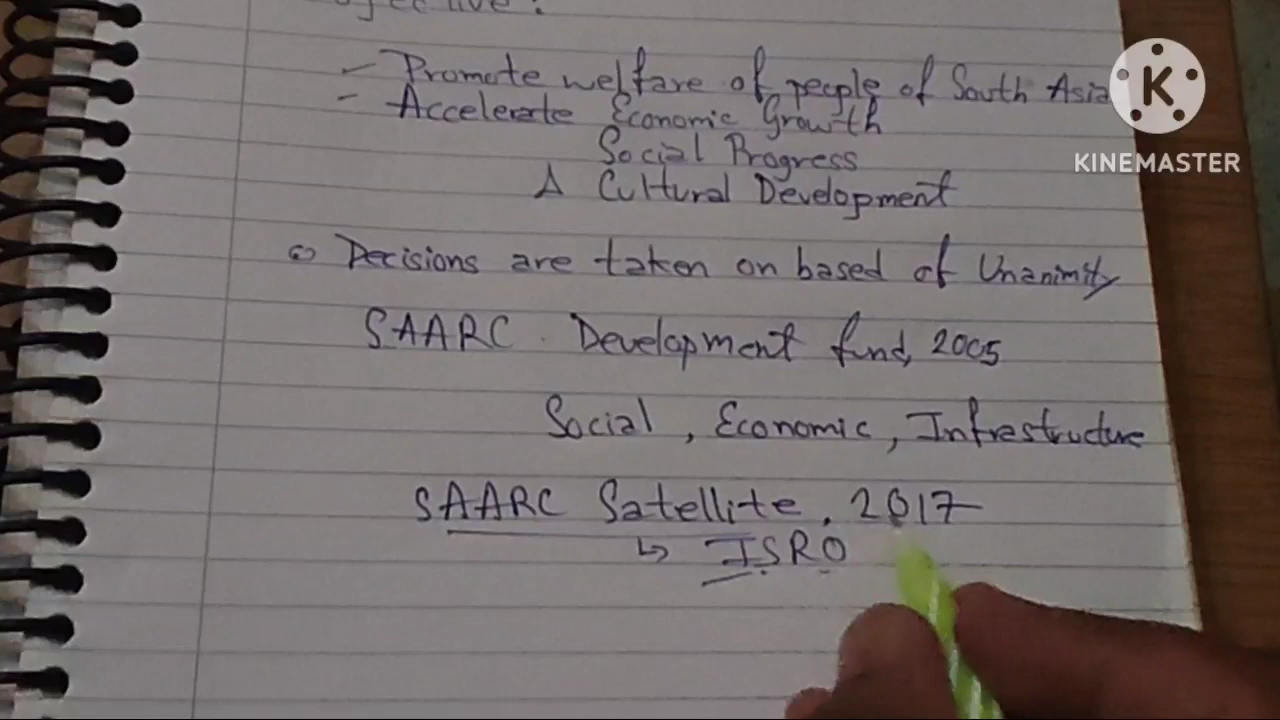 Objective:
- Promote welfare of people of South Asia
- Accelerate Economic Growth
Social Progress
& Cultural Development
Decisions are taken on based of Unanimity
SAARC Development fund, 2005
Social, Economic, Infrastructure
SAARC Satellite, 2017
↳ ISRO
K
KINEMASTER